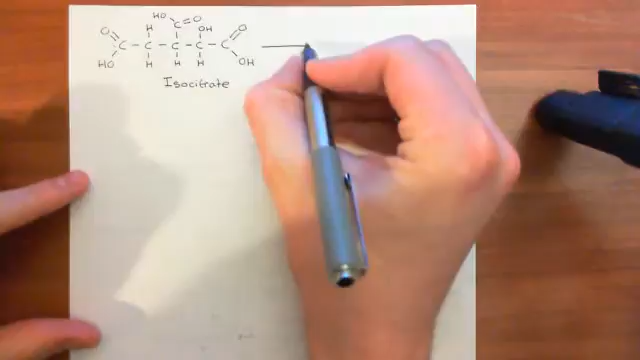 HO O
O H C OH O
C - C - C - C - C
HO H H H OH
Isocitrate